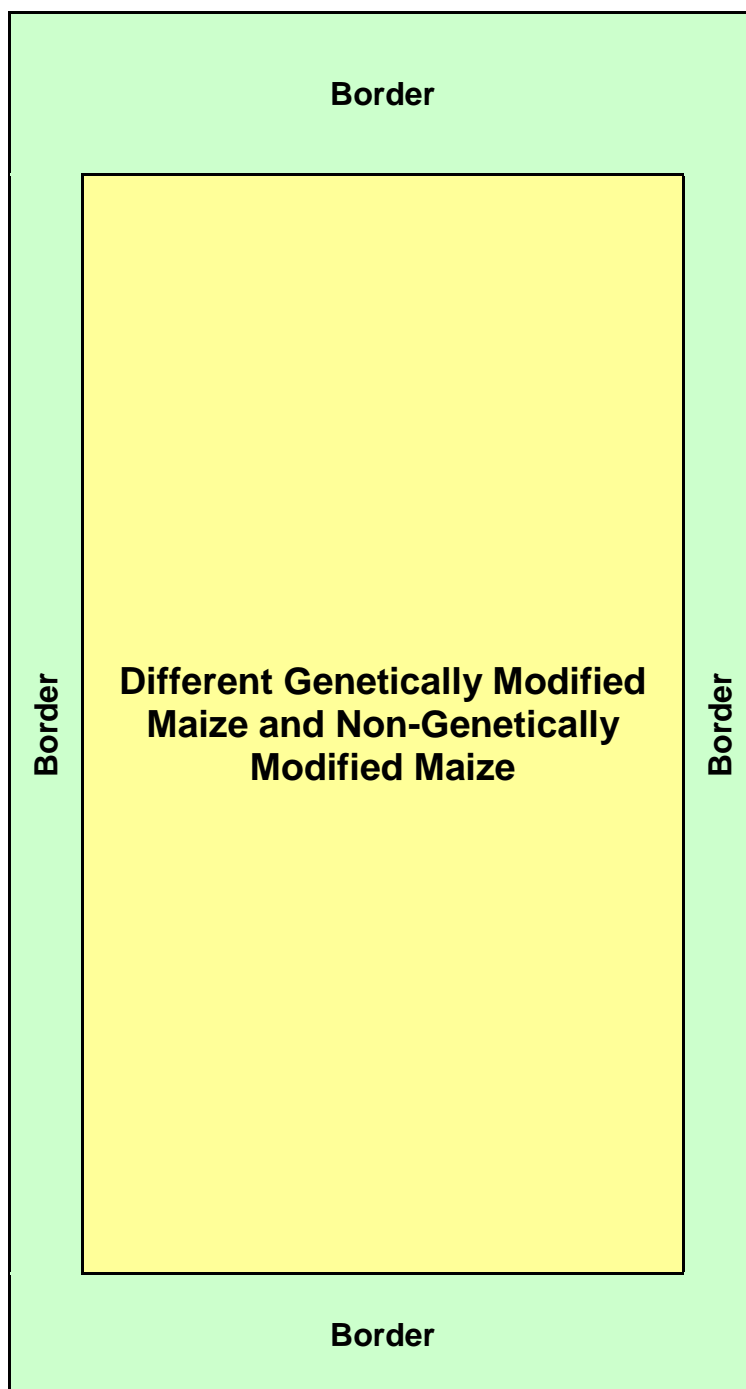 Border
Border
Different Genetically Modified
Maize and Non-Genetically
Modified Maize
Border
Border